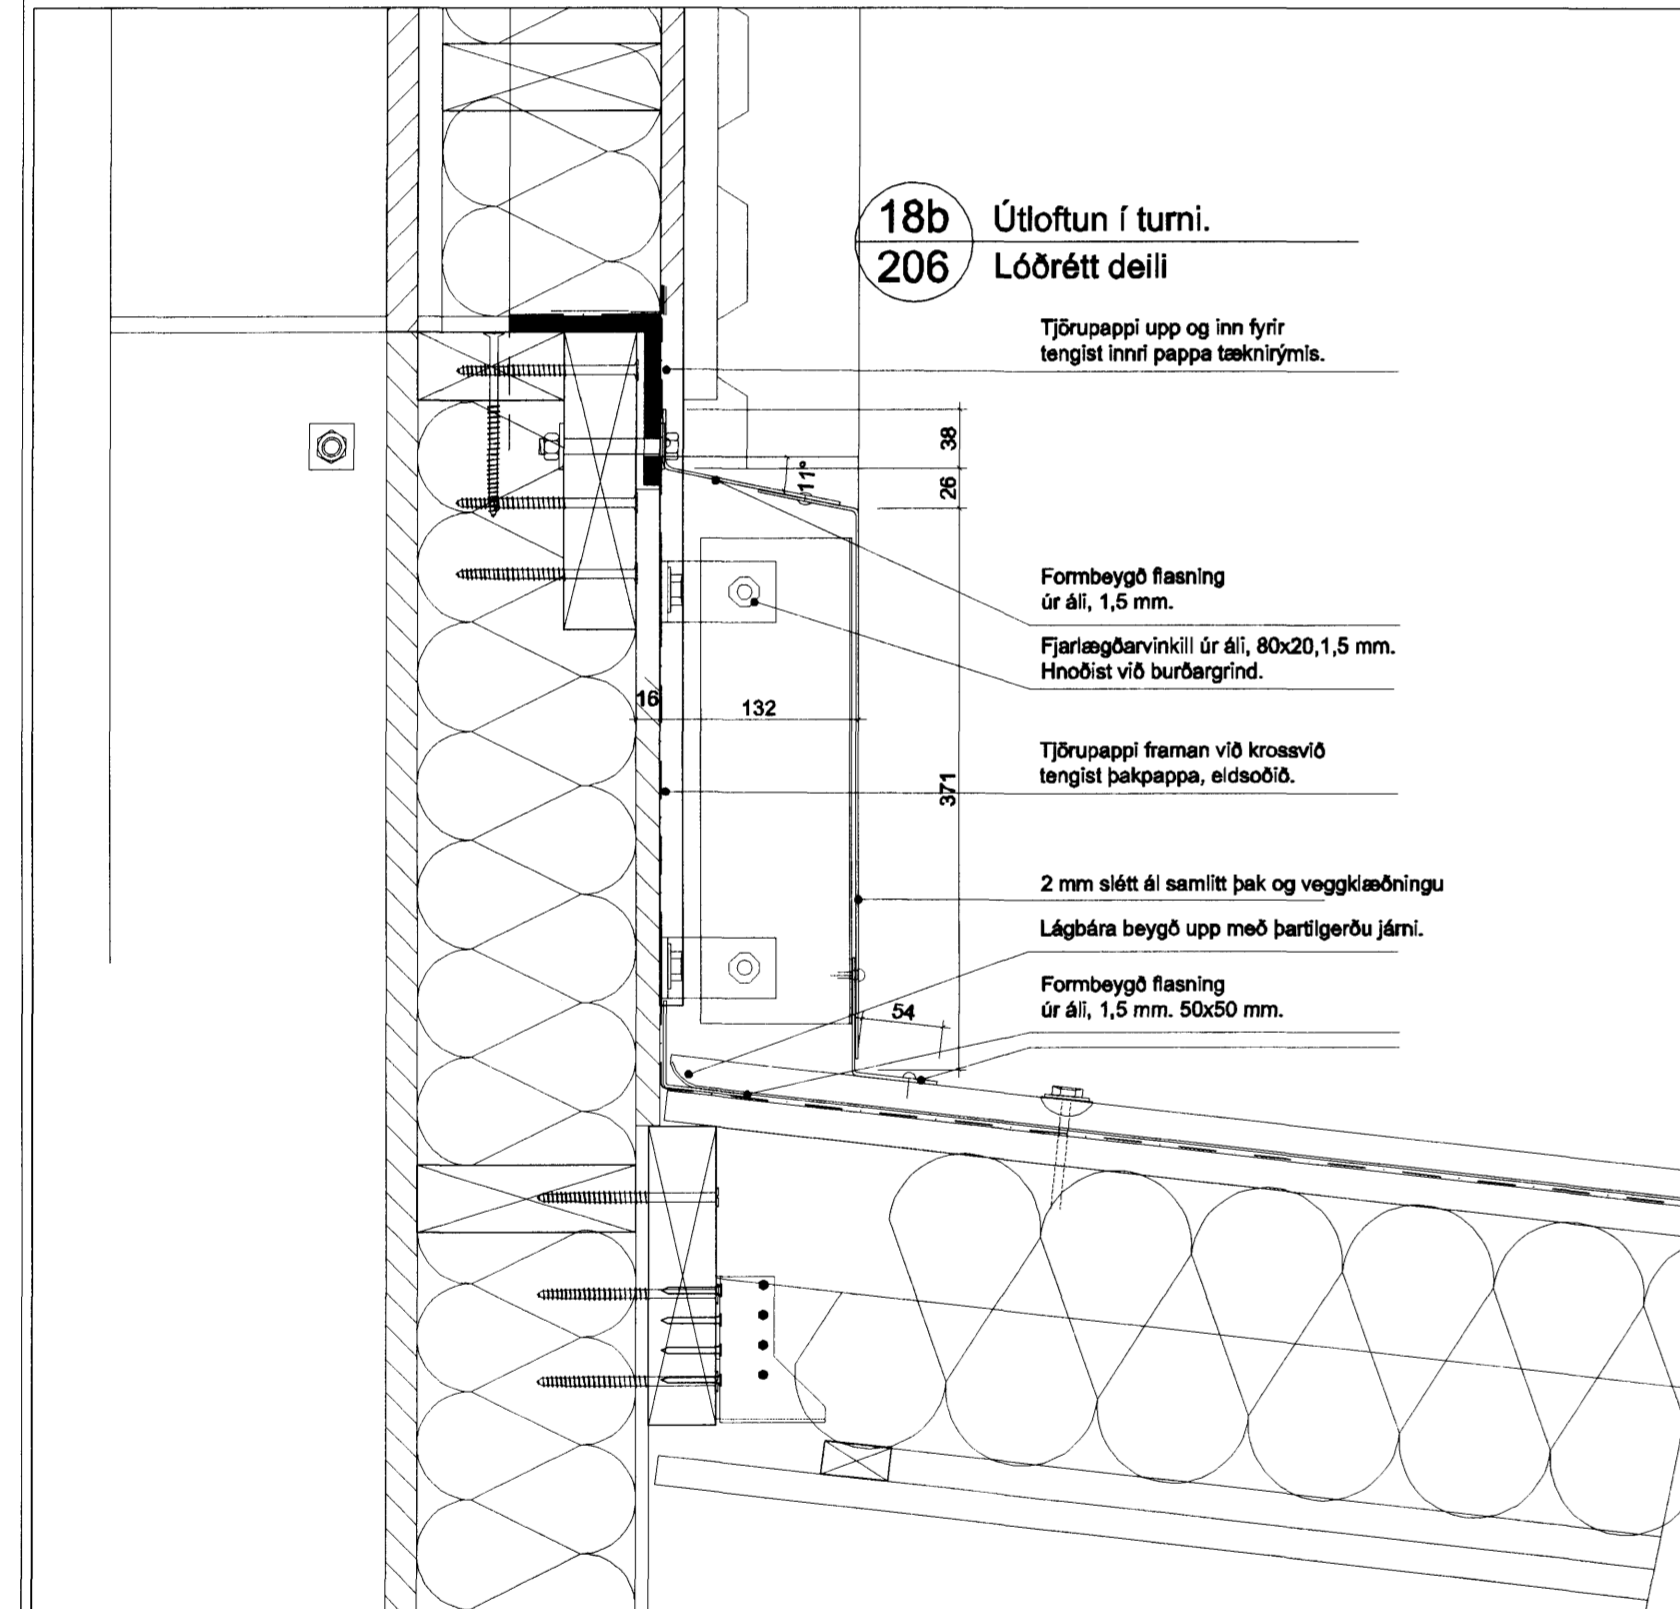 18b Útloftun í turni.
206 Lóðrétt deili
Tjörupappi upp og inn fyrir
tengist innri pappa tæknirýmis.
38
26
11°
Formbeygð flasning
úr áli, 1,5 mm.
Fjarlægðarvinkill úr áli, 80x20,1,5 mm.
Hnoðist við burðargrind.
16
132
Tjörupappi framan við krossvið
tengist þakpappa, eldsoðið.
371
2 mm slétt ál samlitt þak og veggklæðningu
Lágbára beygð upp með þartilgerðu járni.
Formbeygð flasning
úr áli, 1,5 mm. 50x50 mm.
54